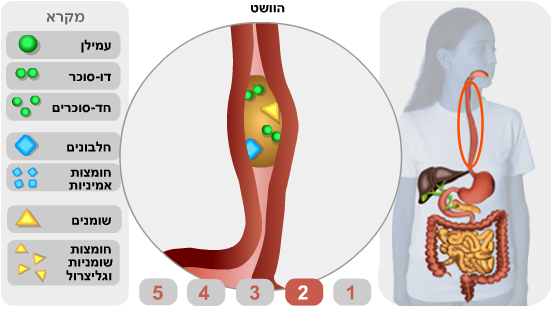 הוושט
מקרא
עמילן
דו-סוכר
חד-סוכרים
חלבונים
חומצות
אמיניות
שומנים
חומצות
שומניות
וגליצרול
5 4 3 2 1